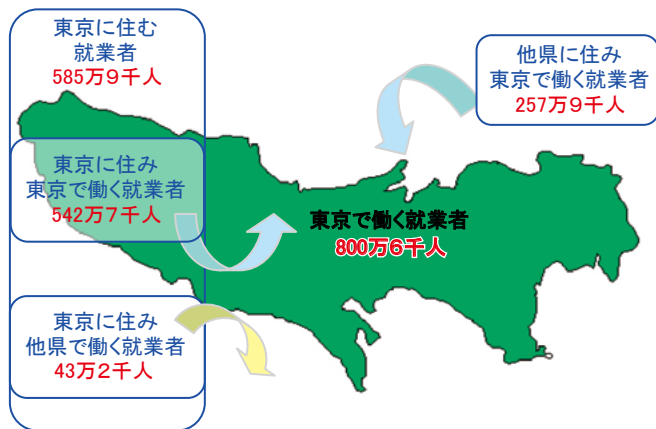 東京に住む
就業者
585万9千人
他県に住み
東京で働く就業者
257万9千人
東京に住み
東京で働く就業者
542万7千人
東京で働く就業者
800万6千人
東京に住み
他県で働く就業者
43万2千人